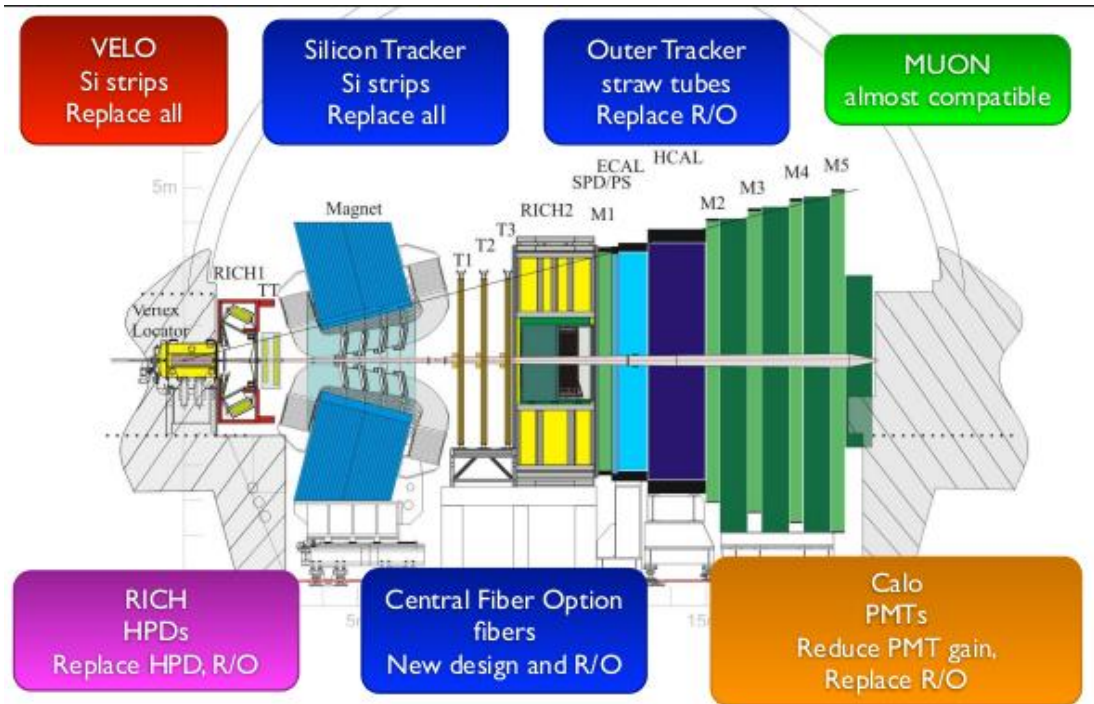 VELO
Si strips
Replace all
Silicon Tracker
Si strips
Replace all
Outer Tracker
straw tubes
Replace R/O
MUON
almost compatible
5m
Magnet
RICH1
TT
Vertex
Locator
T1
T2
T3
RICH2
SPD/PS
M1
ECAL
HCAL
M2
M3
M4
M5
RICH
HPDs
Replace HPD, R/O
Central Fiber Option
fibers
New design and R/O
Calo
PMTs
Reduce PMT gain,
Replace R/O